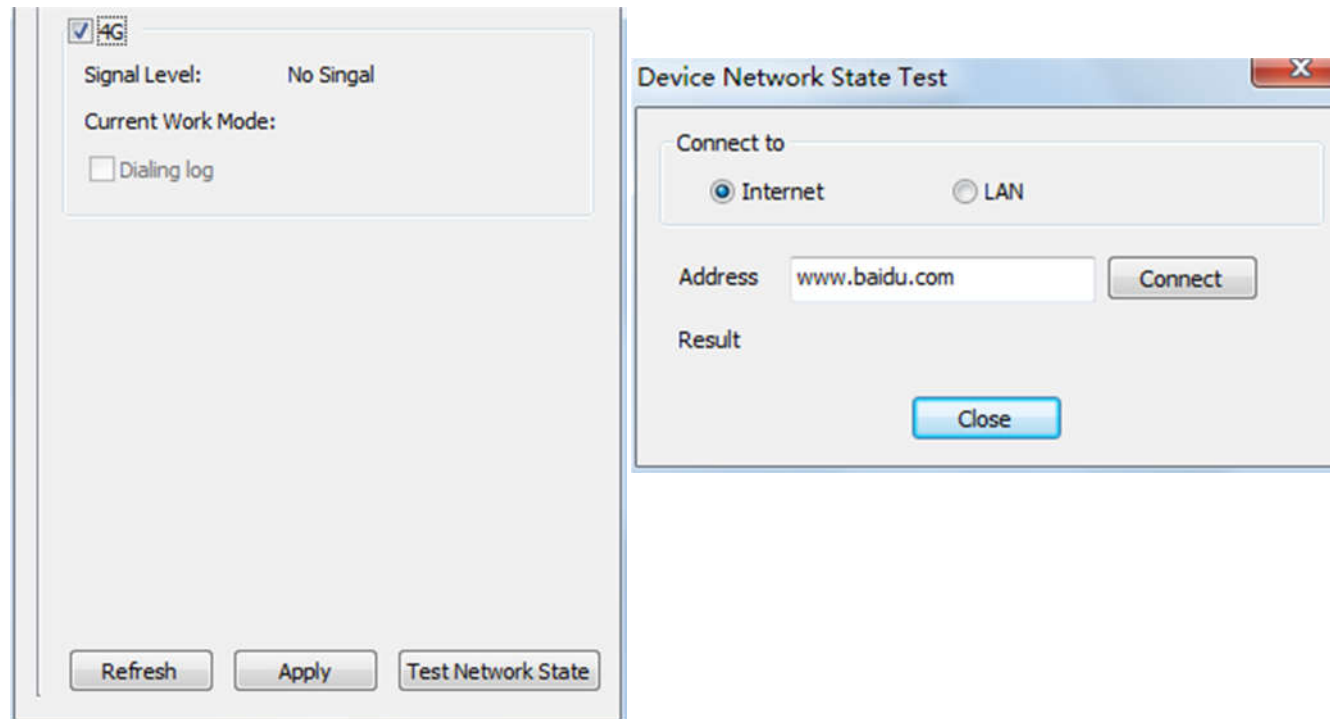 4G
Signal Level: No Singal
Current Work Mode:
Dialing log
Refresh Apply Test Network State
Device Network State Test
X
Connect to
Internet LAN
Address www.baidu.com Connect
Result
Close